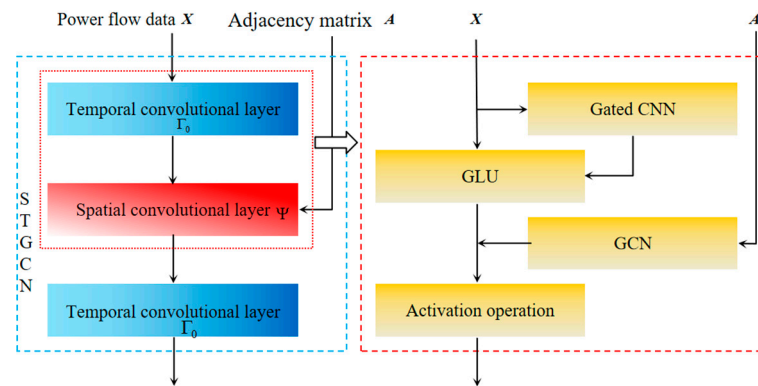 Power flow data X
Adjacency matrix A
X
A
Temporal convolutional layer
Γ₀
Spatial convolutional layer Ψ
S
T
G
C
N
Temporal convolutional layer
Γ₀
Gated CNN
GLU
GCN
Activation operation